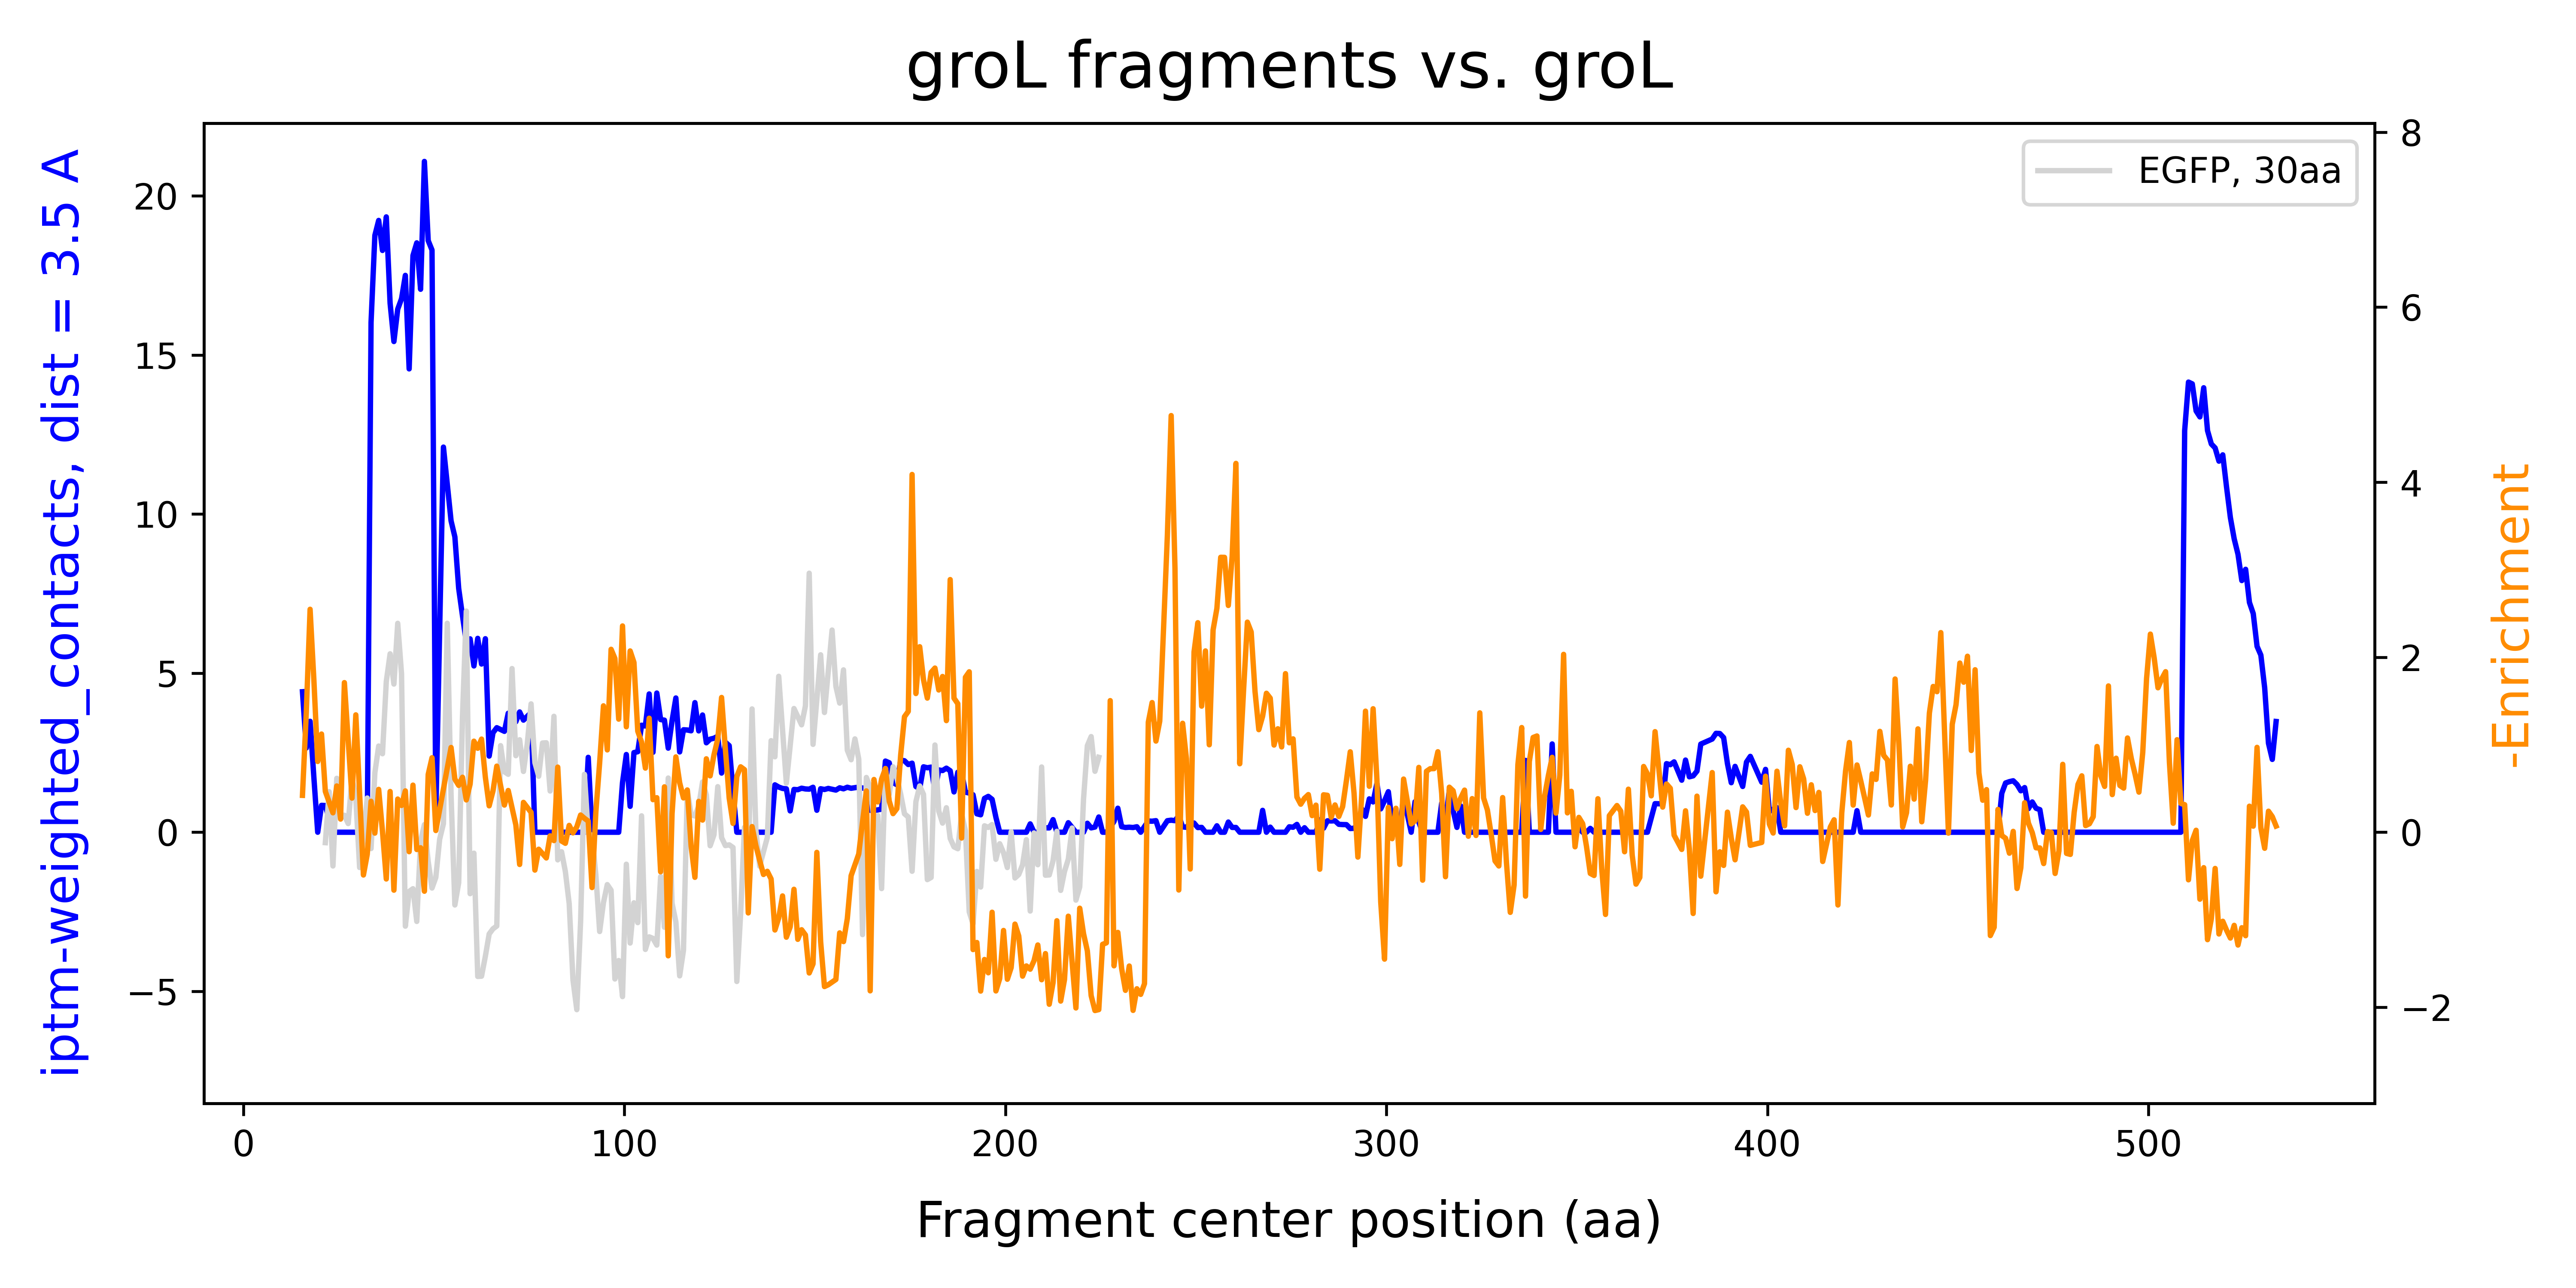 groL fragments vs. groL
iptm-weighted_contacts, dist = 3.5 A
20
15
10
5
0
−5
EGFP, 30aa
8
6
4
2
0
−2
-Enrichment
0 100 200 300 400 500
Fragment center position (aa)